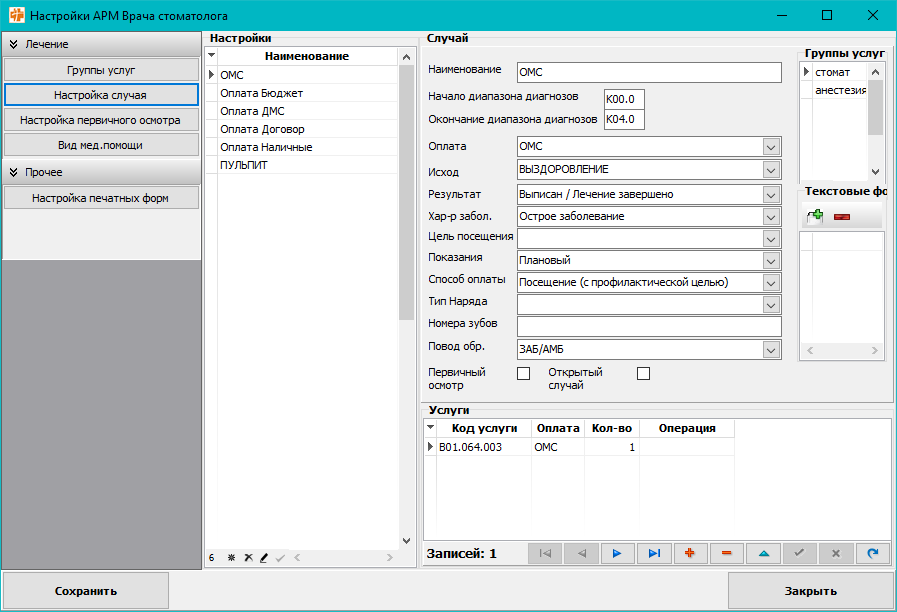 Настройки АРМ Врача стоматолога
Лечение
Группы услуг
Настройка случая
Настройка первичного осмотра
Вид мед.помощи
Прочее
Настройка печатных форм
Настройки
Наименование
ОМС
Оплата Бюджет
Оплата ДМС
Оплата Договор
Оплата Наличные
ПУЛЬПИТ
6
Случай
Наименование ОМС
Начало диапазона диагнозов K00.0
Окончание диапазона диагнозов K04.0
Оплата ОМС
Исход ВЫЗДОРОВЛЕНИЕ
Результат Выписан / Лечение завершено
Хар-р забол. Острое заболевание
Цель посещения
Показания Плановый
Способ оплаты Посещение (с профилактической целью)
Тип Наряда
Номера зубов
Повод обр. ЗАБ/АМБ
Первичный осмотр
Открытый случай
Группы услуг
стомат
анестезия
Текстовые фо
Услуги
Код услуги Оплата Кол-во Операция
B01.064.003 ОМС 1
Записей: 1
Сохранить
Закрыть